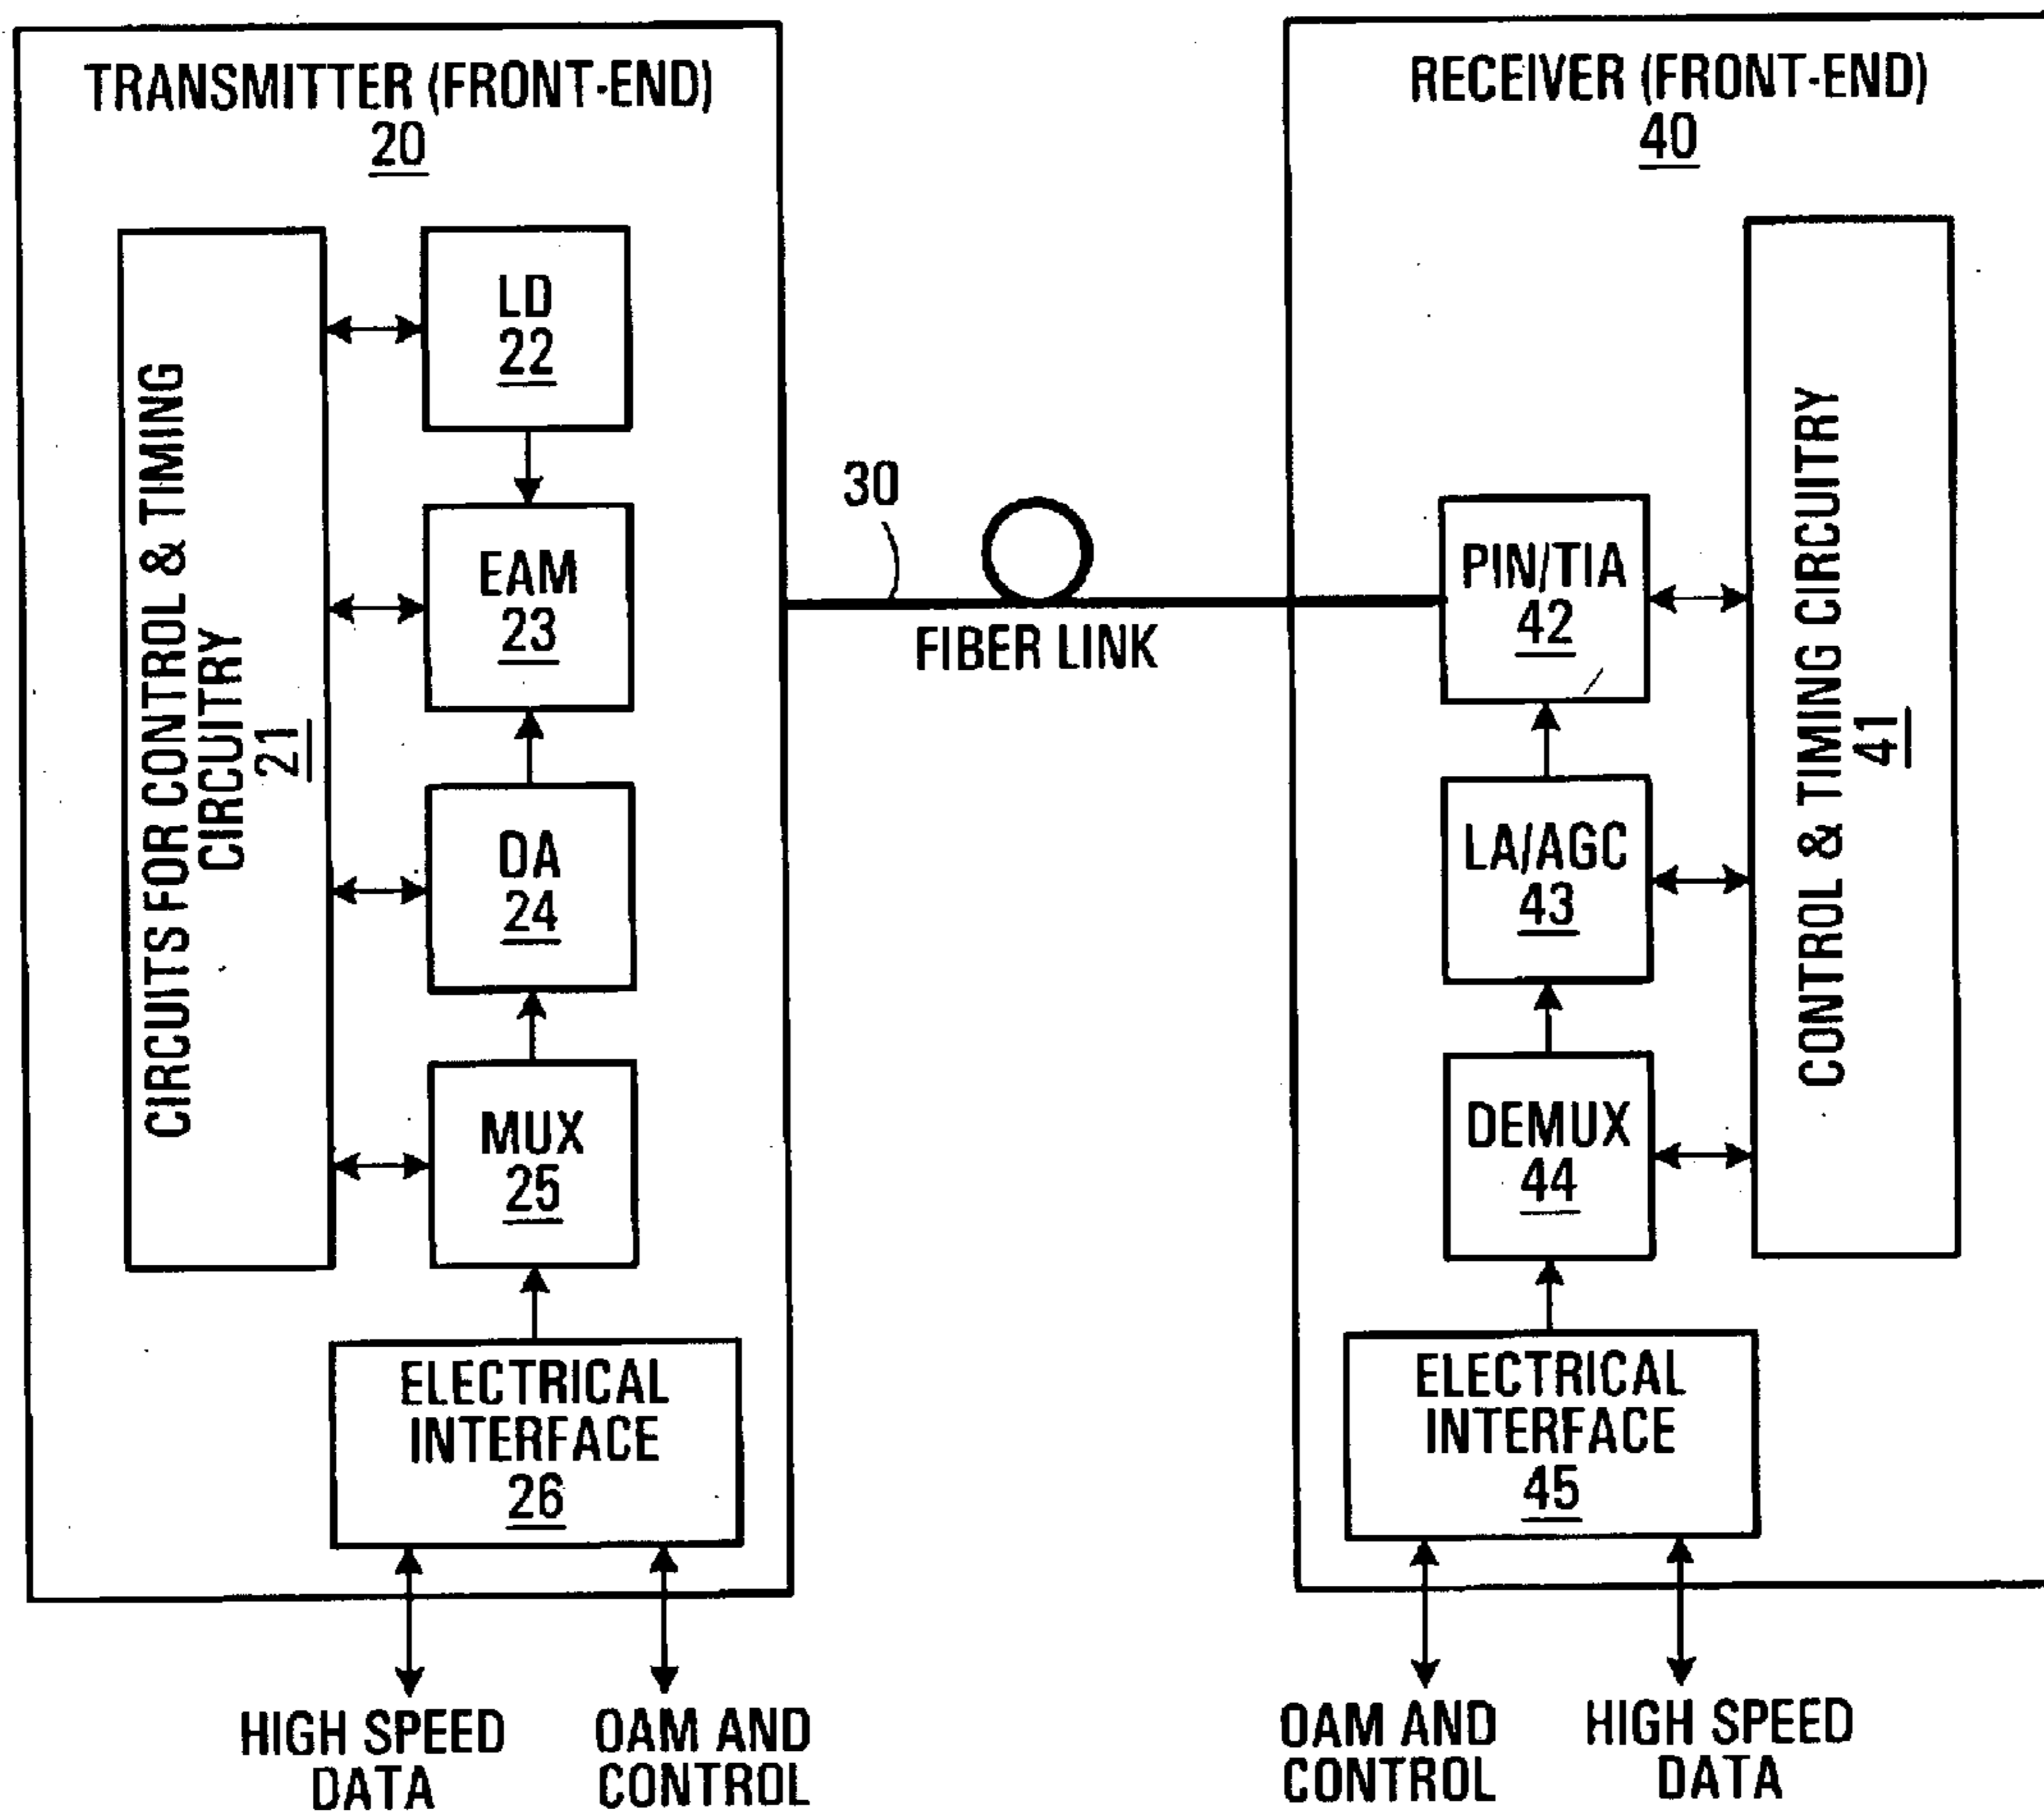 TRANSMITTER (FRONT-END)
20
CIRCUITS FOR CONTROL & TIMING
CIRCUITRY
21
LD
22
EAM
23
DA
24
MUX
25
ELECTRICAL
INTERFACE
26
HIGH SPEED
DATA
OAM AND
CONTROL
30
FIBER LINK
RECEIVER (FRONT-END)
40
PIN/TIA
42
LA/AGC
43
DEMUX
44
CONTROL & TIMING CIRCUITRY
41
ELECTRICAL
INTERFACE
45
OAM AND
CONTROL
HIGH SPEED
DATA